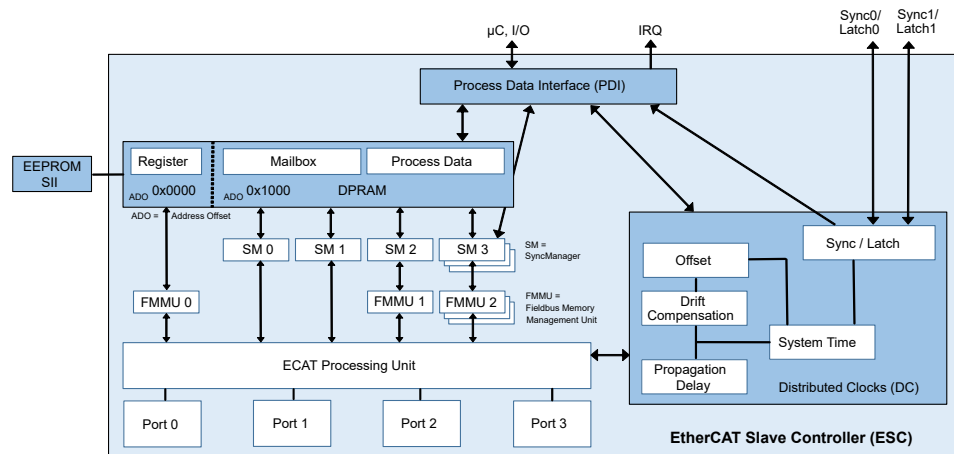 µC, I/O
IRQ
Sync0/
Latch0
Sync1/
Latch1
Process Data Interface (PDI)
EEPROM
SII
Register
Mailbox
Process Data
ADO 0x0000
ADO 0x1000
DPRAM
ADO = Address Offset
SM 0
SM 1
SM 2
SM 3
SM =
SyncManager
FMMU 0
FMMU 1
FMMU 2
FMMU =
Fieldbus Memory
Management Unit
Sync / Latch
Offset
Drift
Compensation
System Time
Propagation
Delay
Distributed Clocks (DC)
ECAT Processing Unit
Port 0
Port 1
Port 2
Port 3
EtherCAT Slave Controller (ESC)